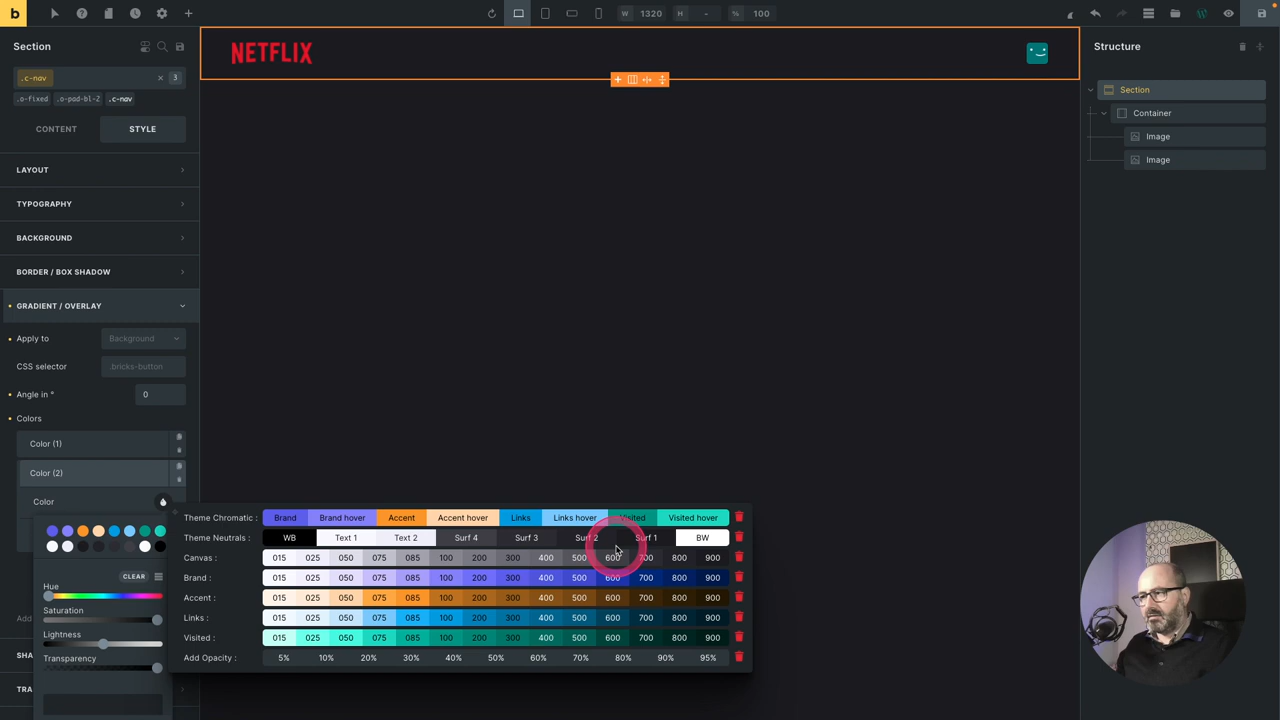 b
W 1320 H - % 100
Section
.c-nav × 3
.o-fixed .o-pad-bl-Z .c-nav
CONTENT STYLE
LAYOUT
TYPOGRAPHY
BACKGROUND
BORDER / BOX SHADOW
GRADIENT / OVERLAY
Apply to Background
CSS selector .bricks-button
Angle in ° 0
Colors
Color (1)
Color (2)
Color
CLEAR
Hue
Saturation
Lightness
Transparency
Add
SHA
TRA
NETFLIX
Theme Chromatic : Brand Brand hover Accent Accent hover Links Links hover Visited Visited hover
Theme Neutrals : WB Text 1 Text 2 Surf 4 Surf 3 Surf 2 Surf 1 BW
Canvas : 015 025 050 075 085 100 200 300 400 500 600 700 800 900
Brand : 015 025 050 075 085 100 200 300 400 500 600 700 800 900
Accent : 015 025 050 075 085 100 200 300 400 500 600 700 800 900
Links : 015 025 050 075 085 100 200 300 400 500 600 700 800 900
Visited : 015 025 050 075 085 100 200 300 400 500 600 700 800 900
Add Opacity : 5% 10% 20% 30% 40% 50% 60% 70% 80% 90% 95%
Structure
Section
Container
Image
Image